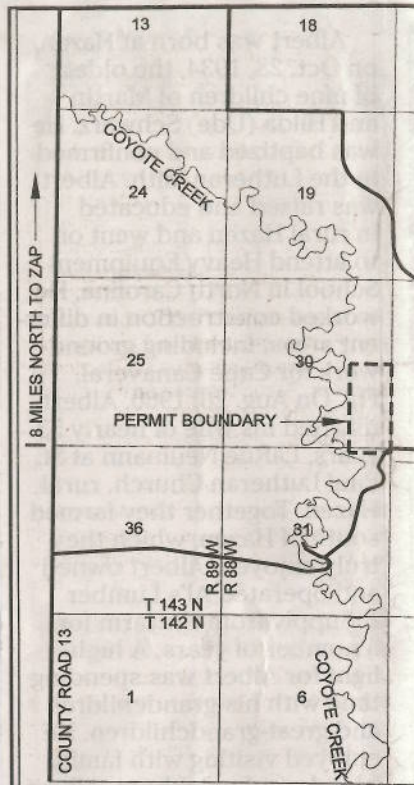 13
18
COYOTE CREEK
24
19
8 MILES NORTH TO ZAP
25
30
PERMIT BOUNDARY
36
31
R 89 W
R 88 W
T 143 N
T 142 N
COUNTY ROAD 13
1
6
COYOTE CREEK